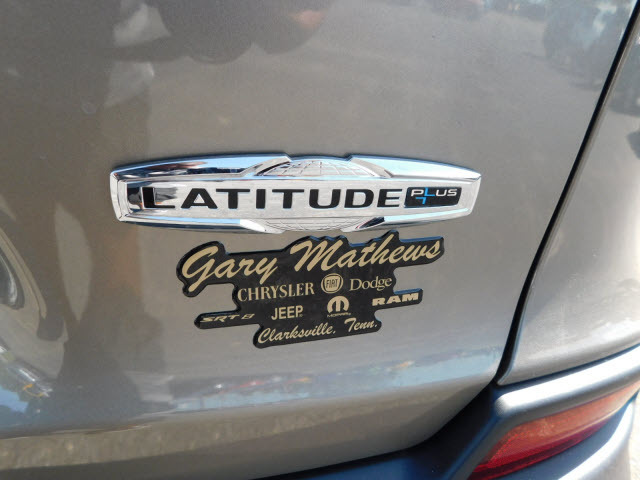 LATITUDE PLUS
Gary Mathews
CHRYSLER FIAT Dodge
SRT8 JEEP MOPAR RAM
Clarksville, Tenn.